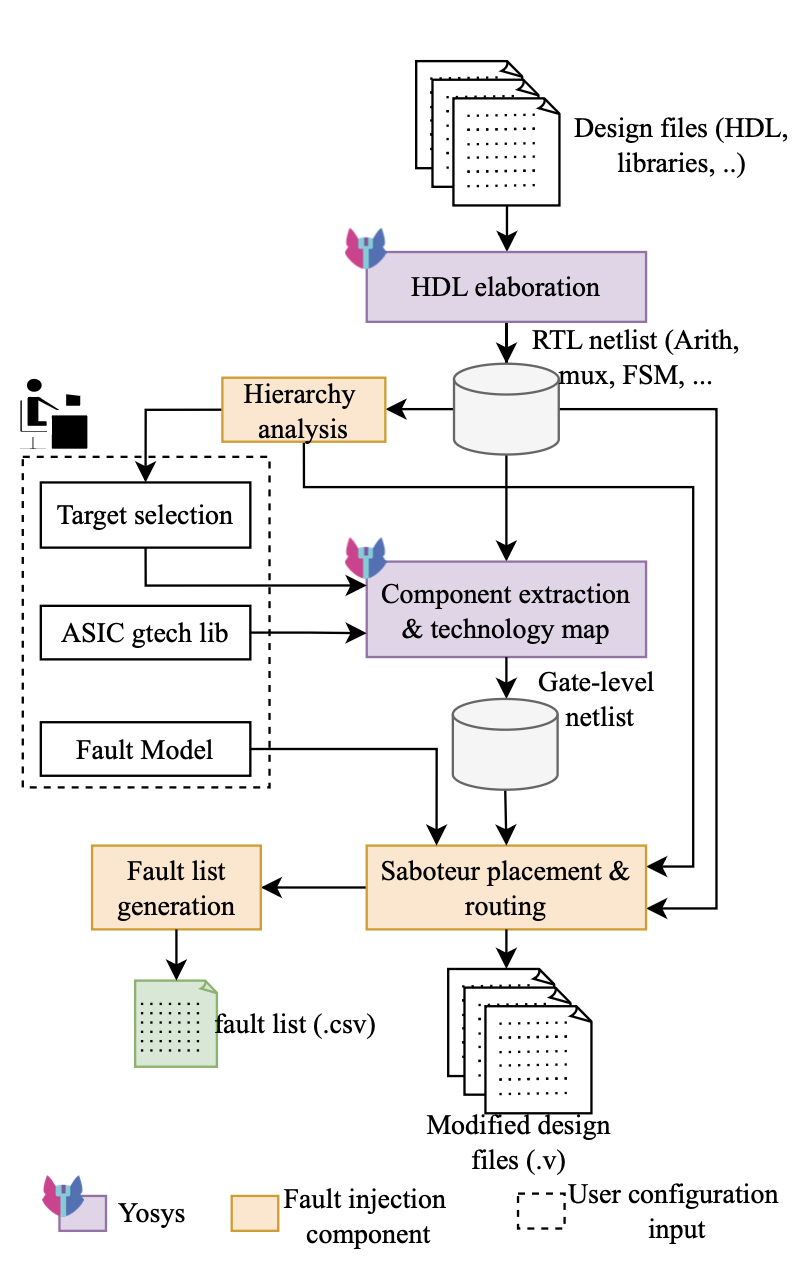 Design files (HDL,
libraries, ..)
HDL elaboration
RTL netlist (Arith,
mux, FSM, ...
Hierarchy
analysis
Target selection
Component extraction
& technology map
ASIC gtech lib
Gate-level
netlist
Fault Model
Fault list
generation
Saboteur placement &
routing
fault list (.csv)
Modified design
files (.v)
Yosys
Fault injection
component
User configuration
input